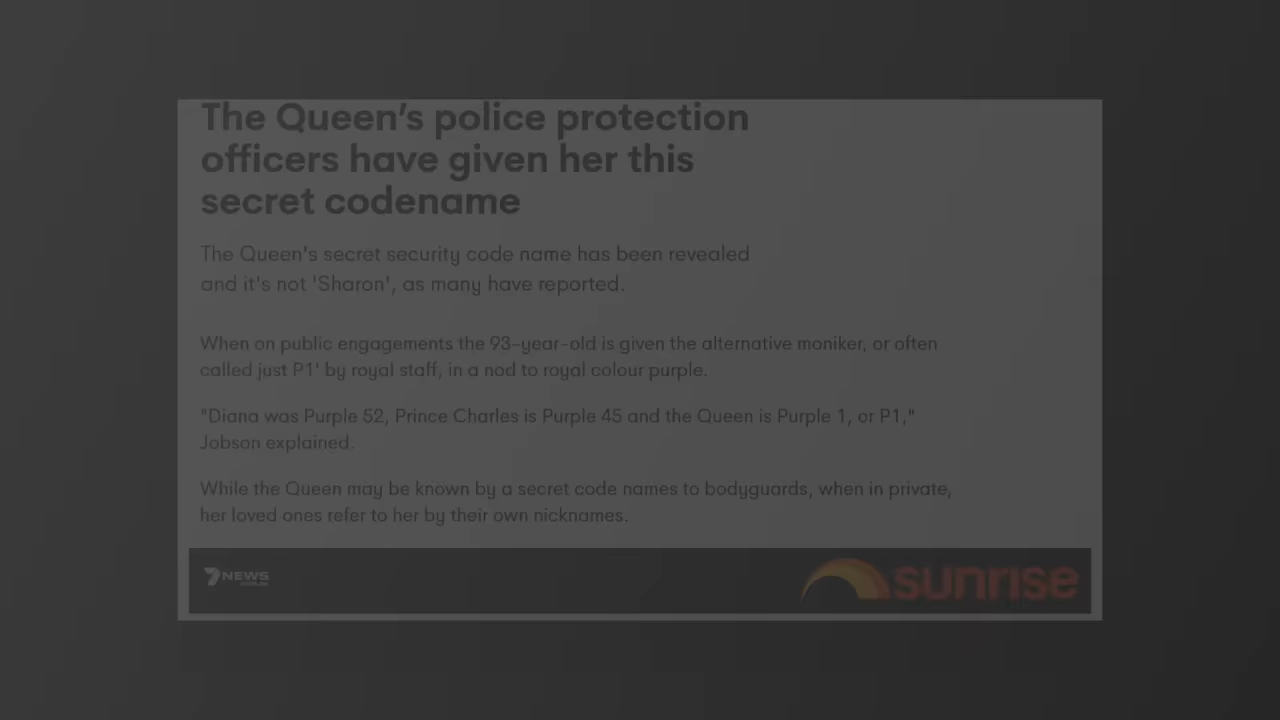 The Queen’s police protection
officers have given her this
secret codename
The Queen's secret security code name has been revealed
and it's not 'Sharon', as many have reported.
When on public engagements the 93-year-old is given the alternative moniker, or often
called just P1' by royal staff, in a nod to royal colour purple.
"Diana was Purple 52, Prince Charles is Purple 45 and the Queen is Purple 1, or P1,"
Jobson explained.
While the Queen may be known by a secret code names to bodyguards, when in private,
her loved ones refer to her by their own nicknames.
7NEWS
sunrise